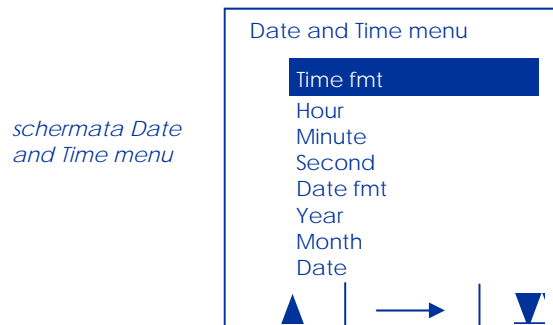 Date and Time menu
Time fmt
schermata Date
and Time menu
Hour
Minute
Second
Date fmt
Year
Month
Date